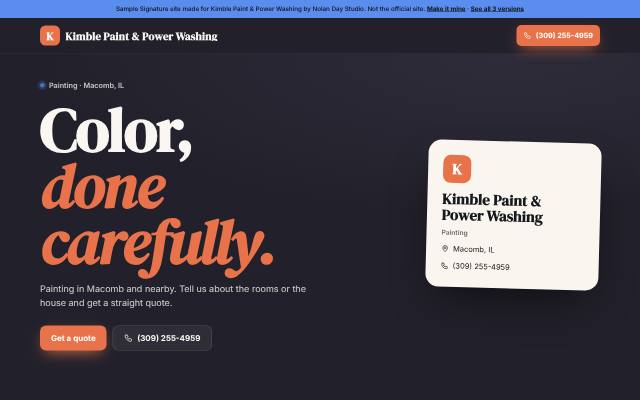 Sample Signature site made for Kimble Paint & Power Washing by Nolan Day Studio. Not the official site. Make it mine · See all 3 versions
K Kimble Paint & Power Washing
(309) 255-4959
Painting · Macomb, IL
Color,
done
carefully.
Painting in Macomb and nearby. Tell us about the rooms or the
house and get a straight quote.
Get a quote
(309) 255-4959
K
Kimble Paint &
Power Washing
Painting
Macomb, IL
(309) 255-4959